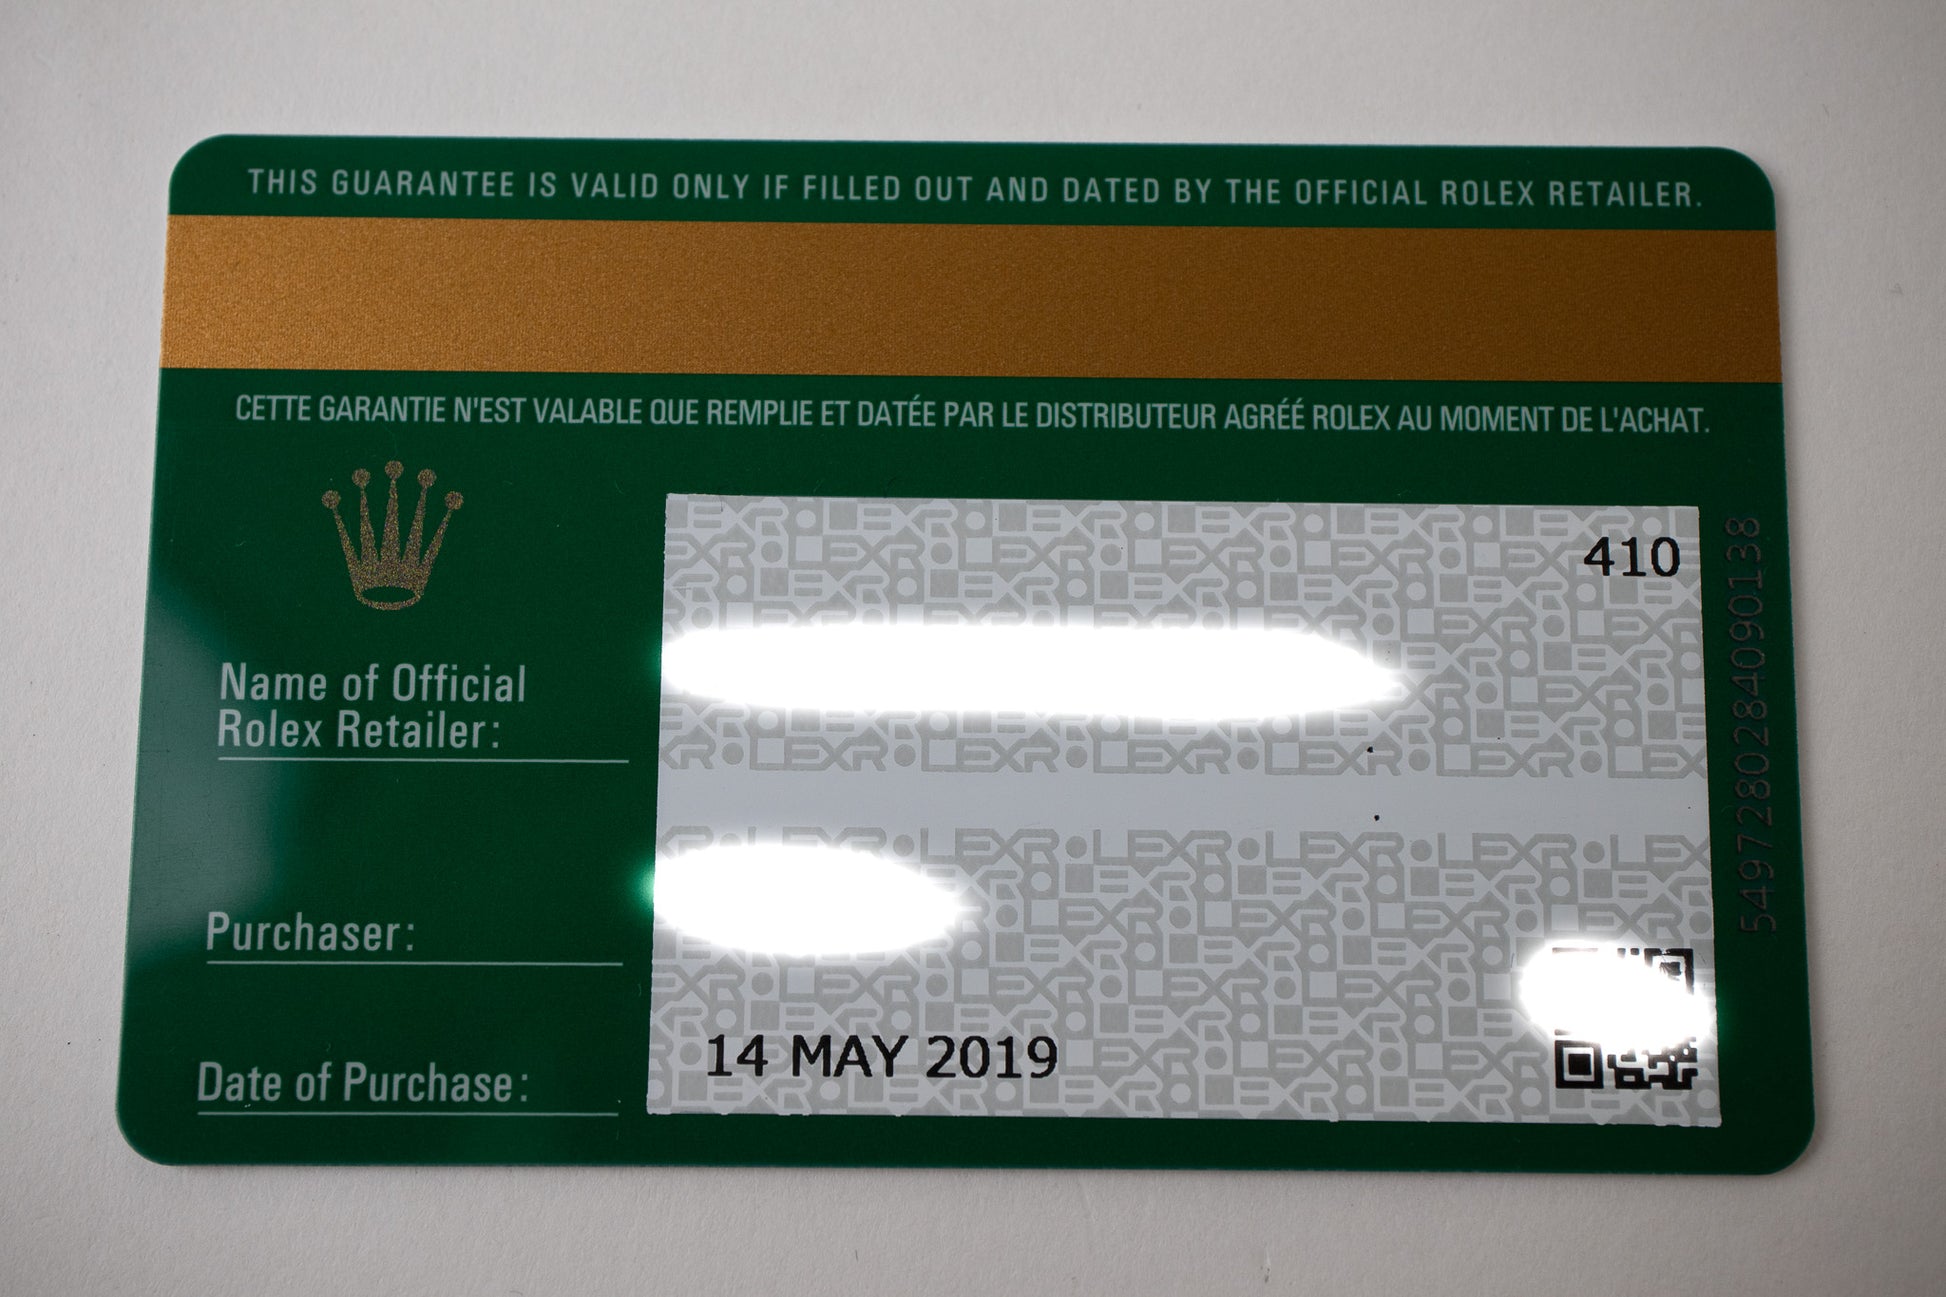 THIS GUARANTEE IS VALID ONLY IF FILLED OUT AND DATED BY THE OFFICIAL ROLEX RETAILER.
CETTE GARANTIE N'EST VALABLE QUE REMPLIE ET DATÉE PAR LE DISTRIBUTEUR AGRÉÉ ROLEX AU MOMENT DE L'ACHAT.
410
Name of Official
Rolex Retailer:
Purchaser:
Date of Purchase:
14 MAY 2019
5497280284090138